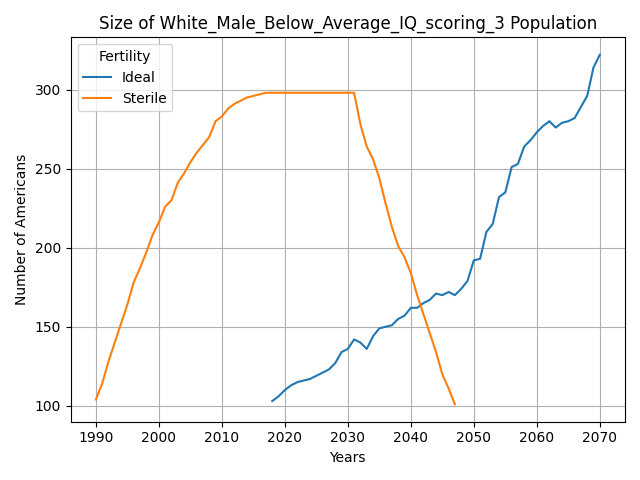 Size of White_Male_Below_Average_IQ_scoring_3 Population
Fertility
Ideal
Sterile
Number of Americans
300
250
200
150
100
1990 2000 2010 2020 2030 2040 2050 2060 2070
Years